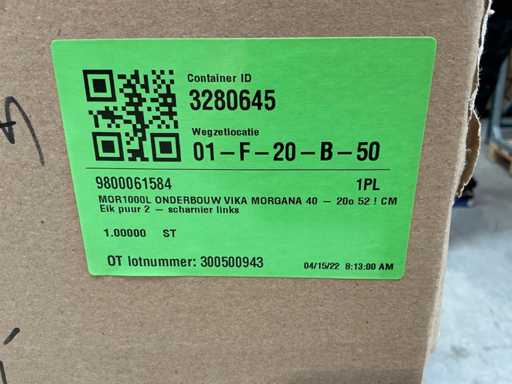 Container ID
3280645
Wegzetlocatie
01-F-20-B-50
9800061584 1PL
MOR1000L ONDERBOUW VIKA MORGANA 40 - 20o 52 ! CM
Eik puur 2 - scharnier links
1.00000 ST
OT lotnummer: 300500943 04/15/22 8:13:00 AM